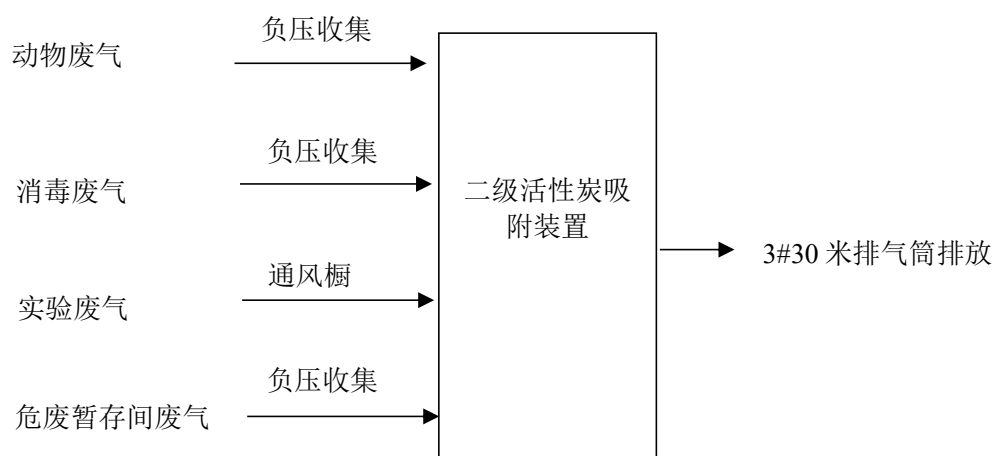 负压收集
动物废气
负压收集
消毒废气
二级活性炭吸
附装置
3#30 米排气筒排放
通风橱
实验废气
负压收集
危废暂存间废气